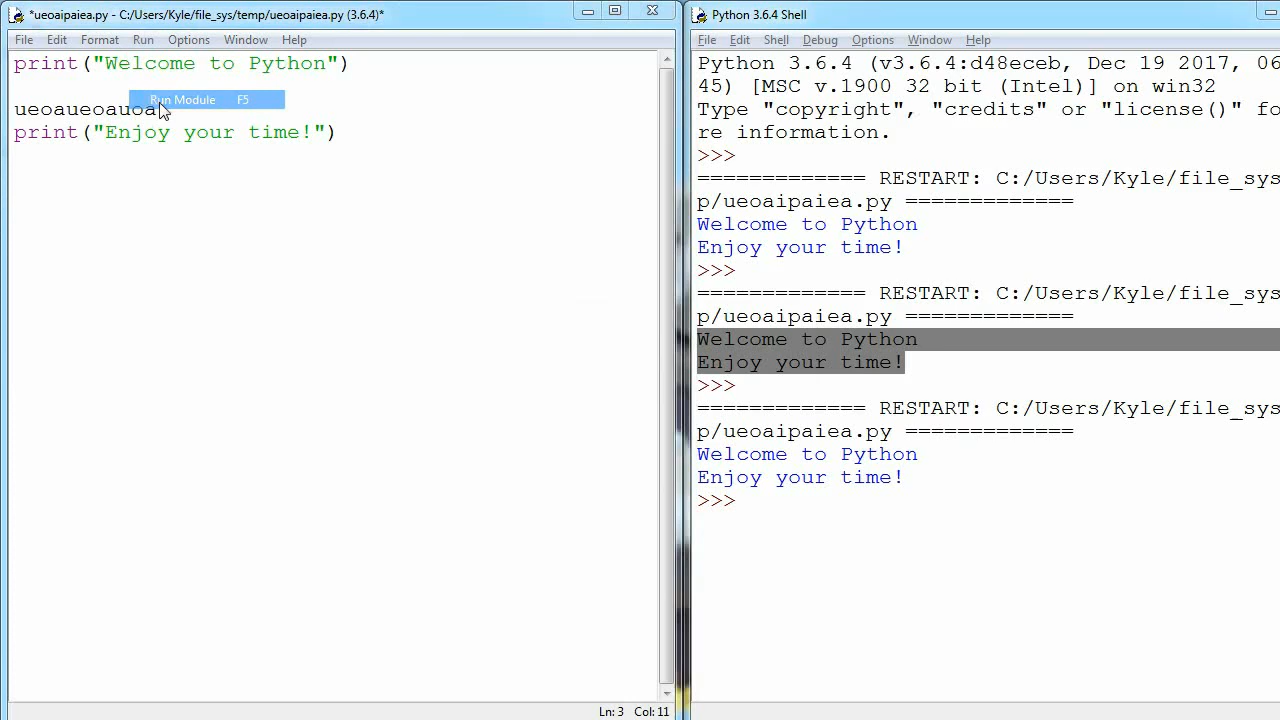 *ueoaipaiea.py - C:/Users/Kyle/file_sys/temp/ueoaipaiea.py (3.6.4)*
File Edit Format Run Options Window Help
print("Welcome to Python")
Run Module F5
ueoaueoauoa
print("Enjoy your time!")
Ln: 3 Col: 11
Python 3.6.4 Shell
File Edit Shell Debug Options Window Help
Python 3.6.4 (v3.6.4:d48eceb, Dec 19 2017, 06
45) [MSC v.1900 32 bit (Intel)] on win32
Type "copyright", "credits" or "license()" fo
re information.
>>>
============= RESTART: C:/Users/Kyle/file_sys
p/ueoaipaiea.py =============
Welcome to Python
Enjoy your time!
>>>
============= RESTART: C:/Users/Kyle/file_sys
p/ueoaipaiea.py =============
Welcome to Python
Enjoy your time!
>>>
============= RESTART: C:/Users/Kyle/file_sys
p/ueoaipaiea.py =============
Welcome to Python
Enjoy your time!
>>>